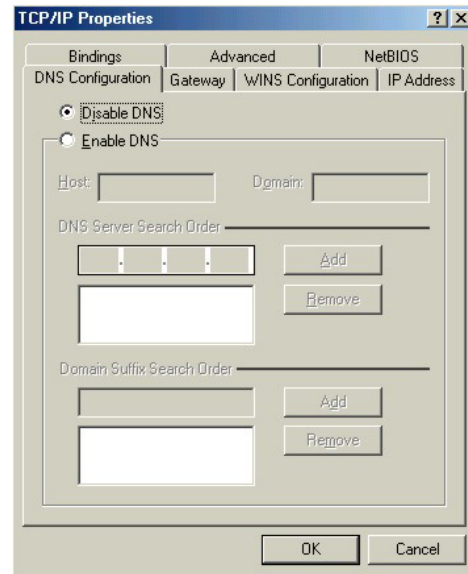 TCP/IP Properties
? ×
Bindings Advanced NetBIOS
DNS Configuration Gateway WINS Configuration IP Address
Disable DNS
Enable DNS
Host: Domain:
DNS Server Search Order
. . . Add
Remove
Domain Suffix Search Order
Add
Remove
OK Cancel